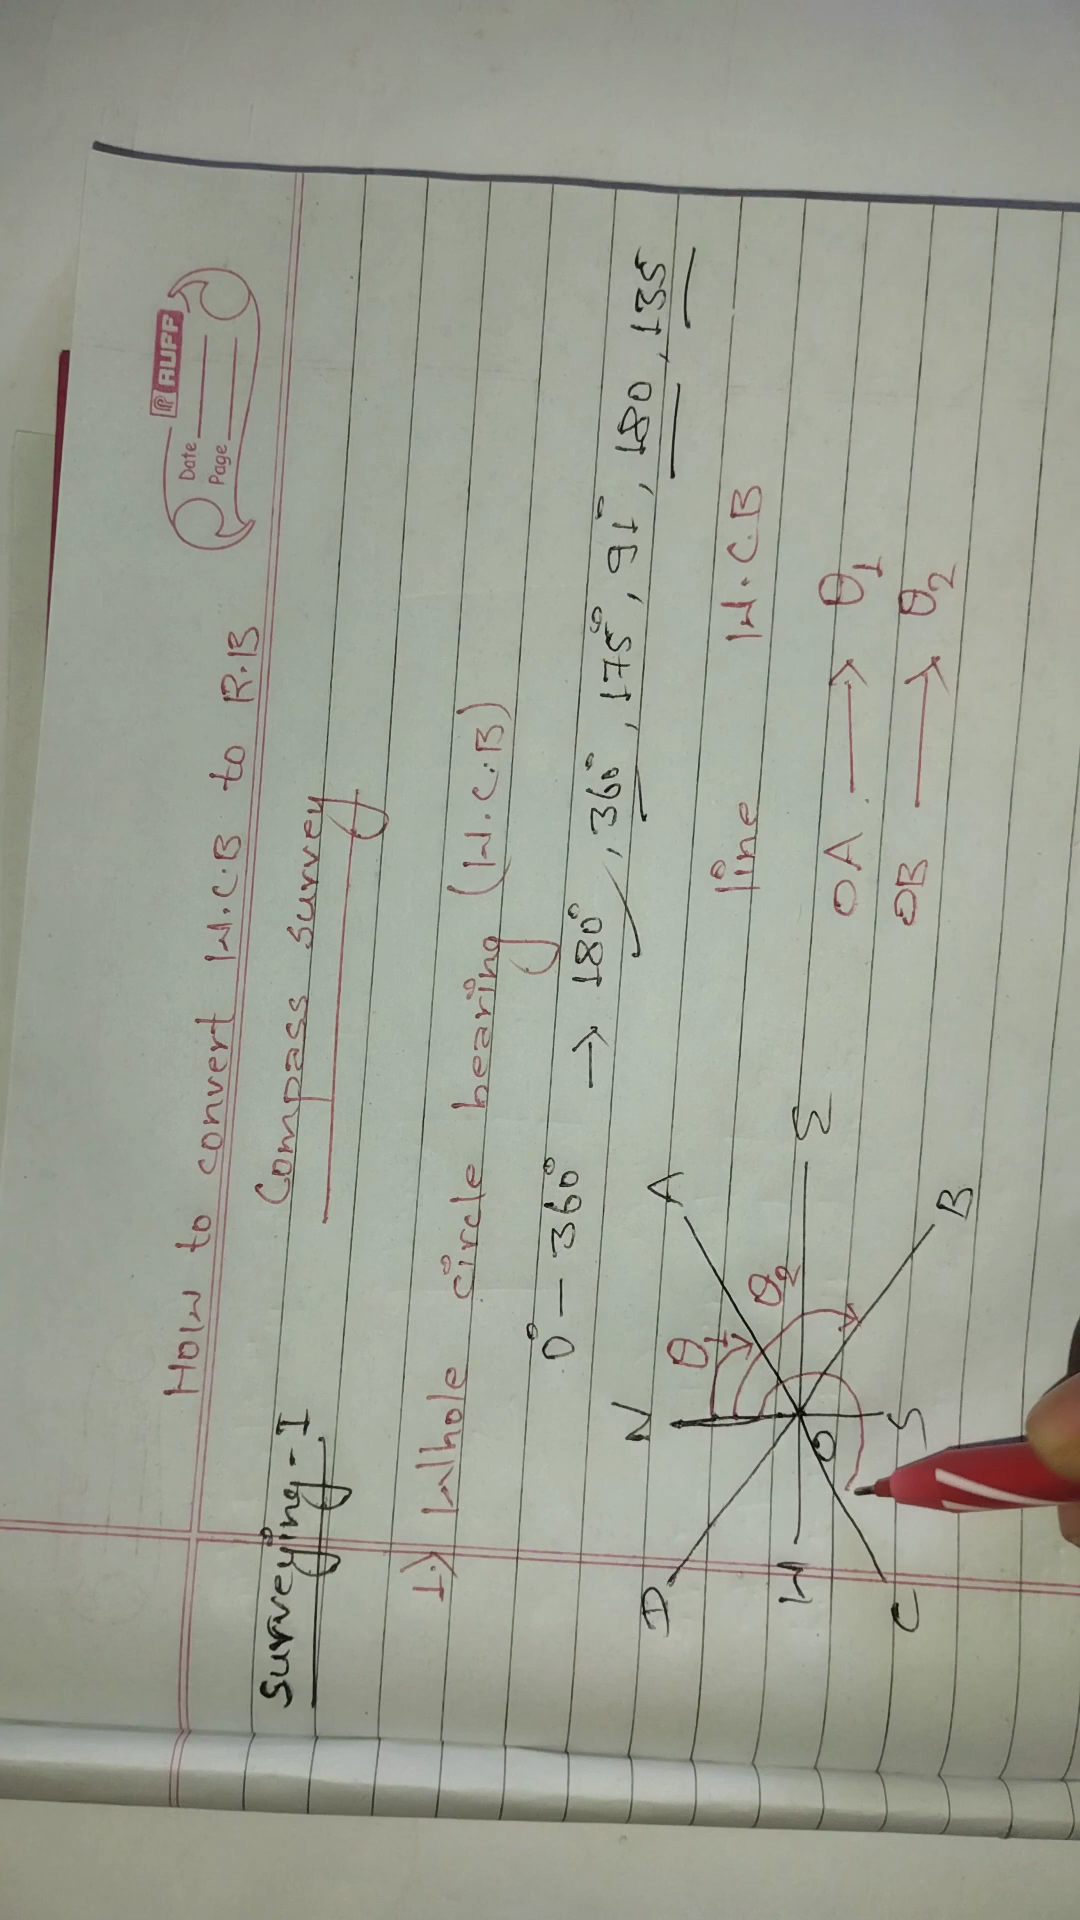 RUFF
Date
Page
How to convert W.C.B to R.B
Surveying-I
Compass survey
1.) Whole circle bearing (W.C.B)
0° - 360° → 180°, 360°, 175°, 91°, 180, 135
line W.C.B
OA → θ1
OB → θ2
N
D
A
θ1
θ2
W
E
O
C
S
B